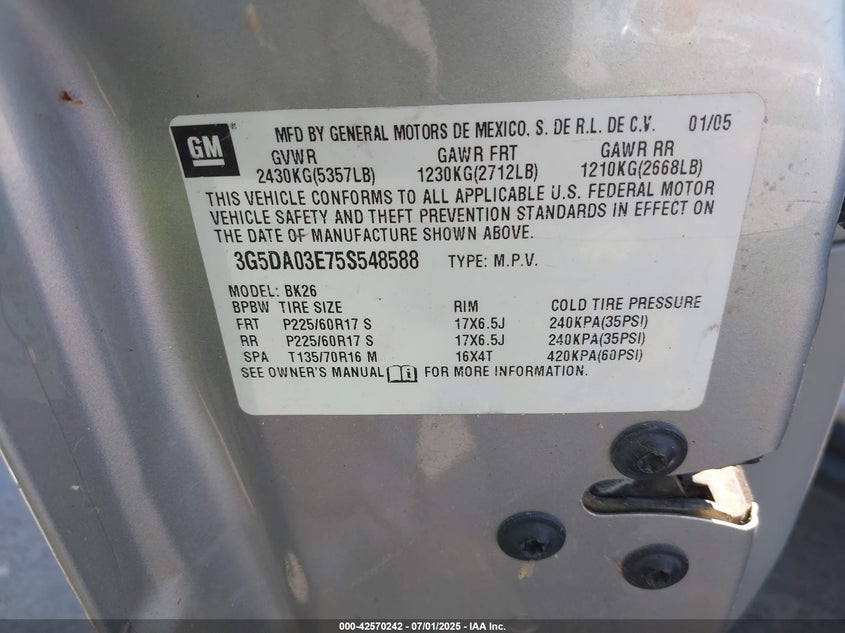 GM
MFD BY GENERAL MOTORS DE MEXICO, S. DE R.L. DE C.V. 01/05
GVWR GAWR FRT GAWR RR
2430KG(5357LB) 1230KG(2712LB) 1210KG(2668LB)
THIS VEHICLE CONFORMS TO ALL APPLICABLE U.S. FEDERAL MOTOR
VEHICLE SAFETY AND THEFT PREVENTION STANDARDS IN EFFECT ON
THE DATE OF MANUFACTURE SHOWN ABOVE.
3G5DA03E75S548588 TYPE: M.P.V.
MODEL: BK26
BPBW TIRE SIZE RIM COLD TIRE PRESSURE
FRT P225/60R17 S 17X6.5J 240KPA(35PSI)
RR P225/60R17 S 17X6.5J 240KPA(35PSI)
SPA T135/70R16 M 16X4T 420KPA(60PSI)
SEE OWNER'S MANUAL FOR MORE INFORMATION.
000-42570242 - 07/01/2025 - IAA Inc.